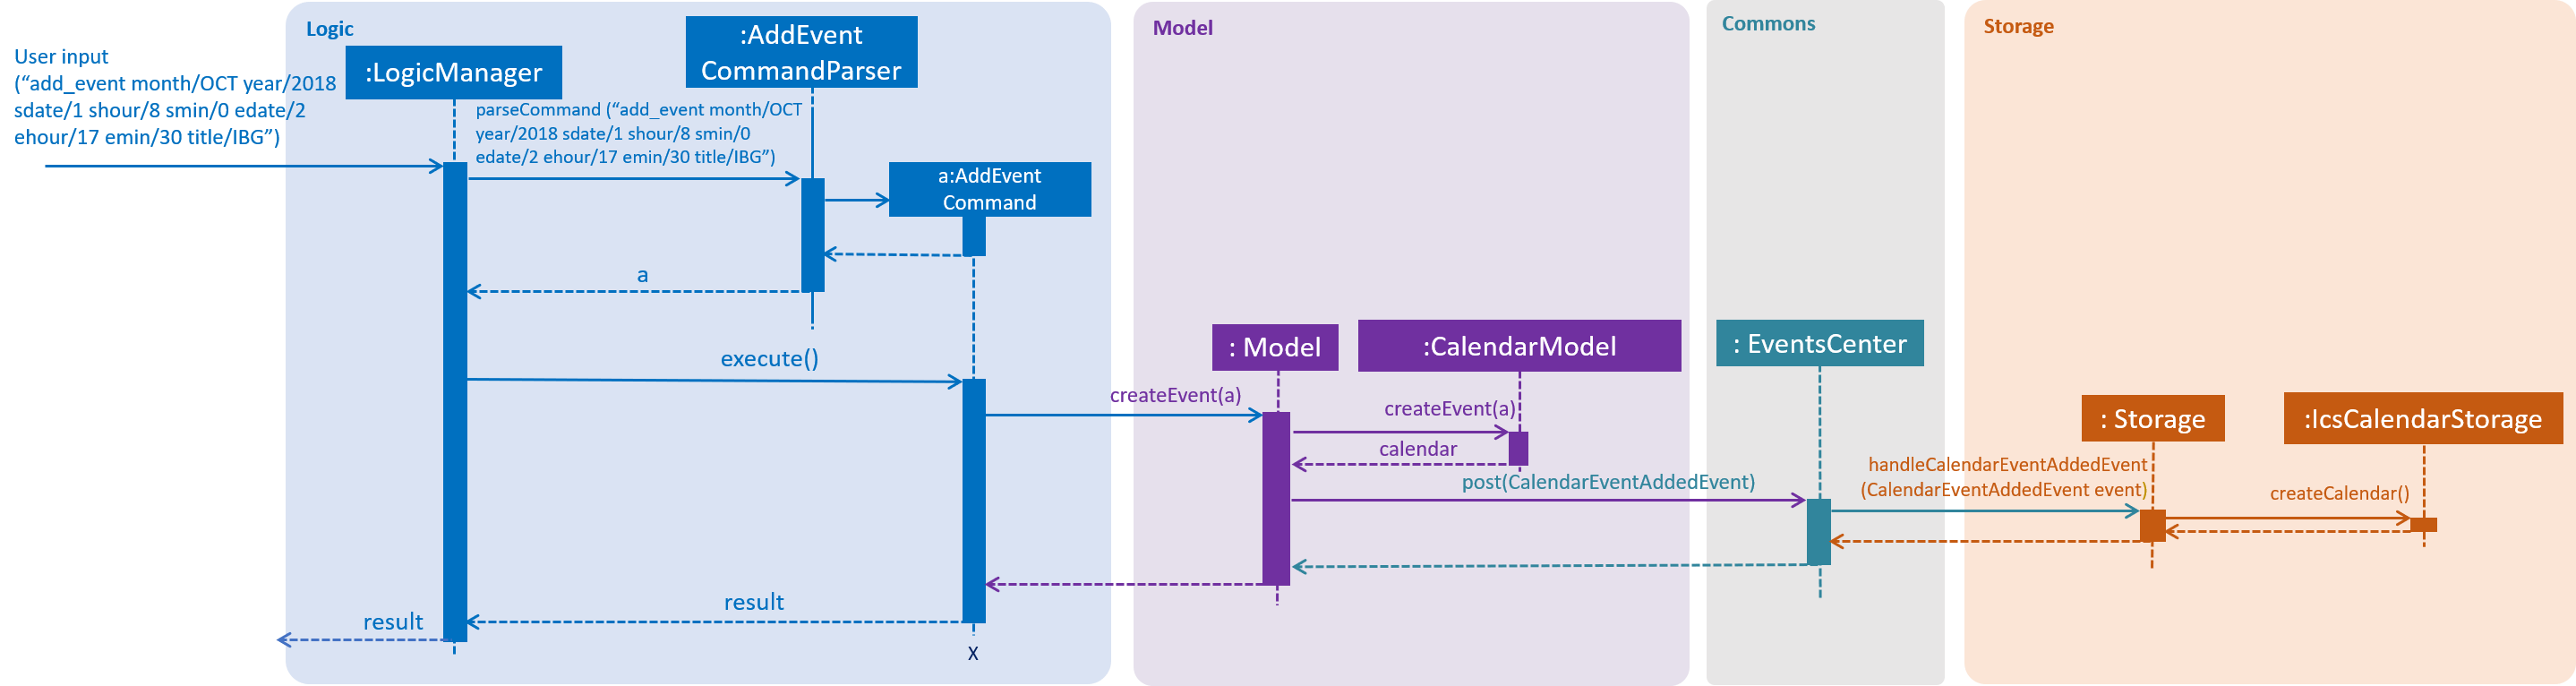 Logic
Model
Commons
Storage
User input
(“add_event month/OCT year/2018
sdate/1 shour/8 smin/0 edate/2
ehour/17 emin/30 title/IBG”)
:LogicManager
:AddEvent
CommandParser
parseCommand (“add_event month/OCT
year/2018 sdate/1 shour/8 smin/0
edate/2 ehour/17 emin/30 title/IBG”)
a:AddEvent
Command
a
execute()
: Model
:CalendarModel
: EventsCenter
: Storage
:IcsCalendarStorage
createEvent(a)
createEvent(a)
calendar
post(CalendarEventAddedEvent)
handleCalendarEventAddedEvent
(CalendarEventAddedEvent event)
createCalendar()
result
result
X